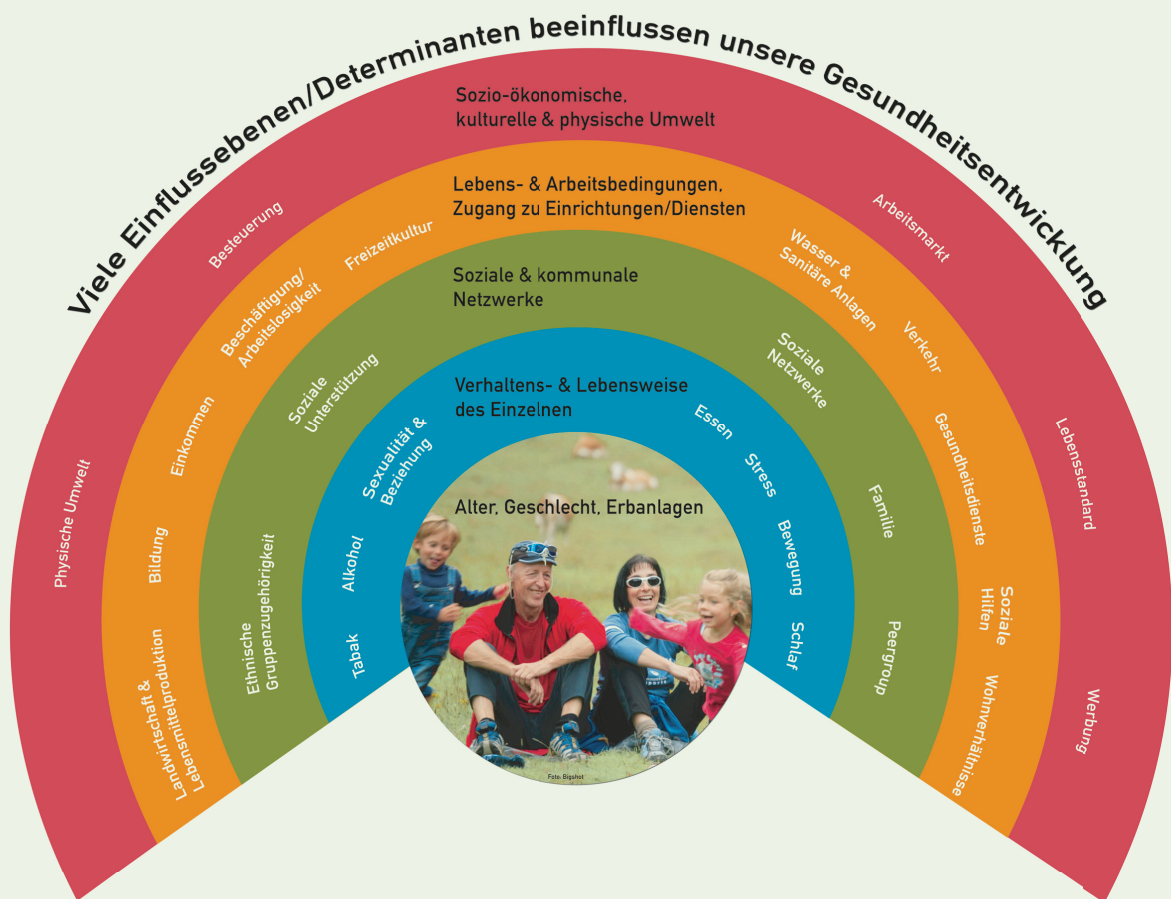 Viele Einflussebenen/Determinanten beeinflussen unsere Gesundheitsentwicklung
Sozio-ökonomische,
kulturelle & physische Umwelt
Physische Umwelt
Besteuerung
Arbeitsmarkt
Lebensstandard
Werbung
Lebens- & Arbeitsbedingungen,
Zugang zu Einrichtungen/Diensten
Landwirtschaft &
Lebensmittelproduktion
Bildung
Einkommen
Beschäftigung/
Arbeitslosigkeit
Freizeitkultur
Wasser &
Sanitäre Anlagen
Verkehr
Gesundheitsdienste
Soziale
Hilfen
Wohnverhältnisse
Soziale & kommunale
Netzwerke
Ethnische
Gruppenzugehörigkeit
Soziale
Unterstützung
Soziale
Netzwerke
Familie
Peergroup
Verhaltens- & Lebensweise
des Einzelnen
Tabak
Alkohol
Sexualität &
Beziehung
Essen
Stress
Bewegung
Schlaf
Alter, Geschlecht, Erbanlagen
Foto: Bigshot